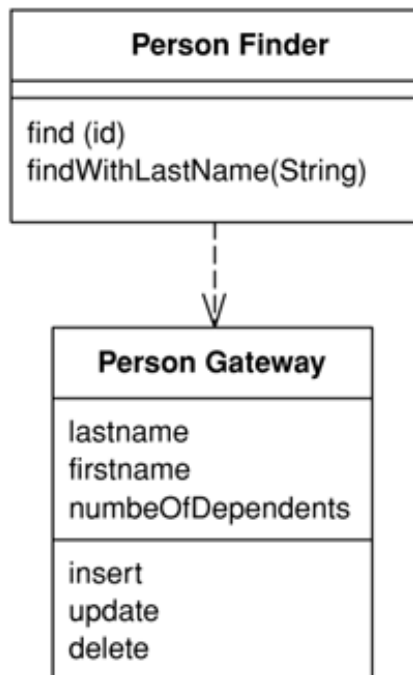 Person Finder
find (id)
findWithLastName(String)
Person Gateway
lastname
firstname
numbeOfDependents
insert
update
delete